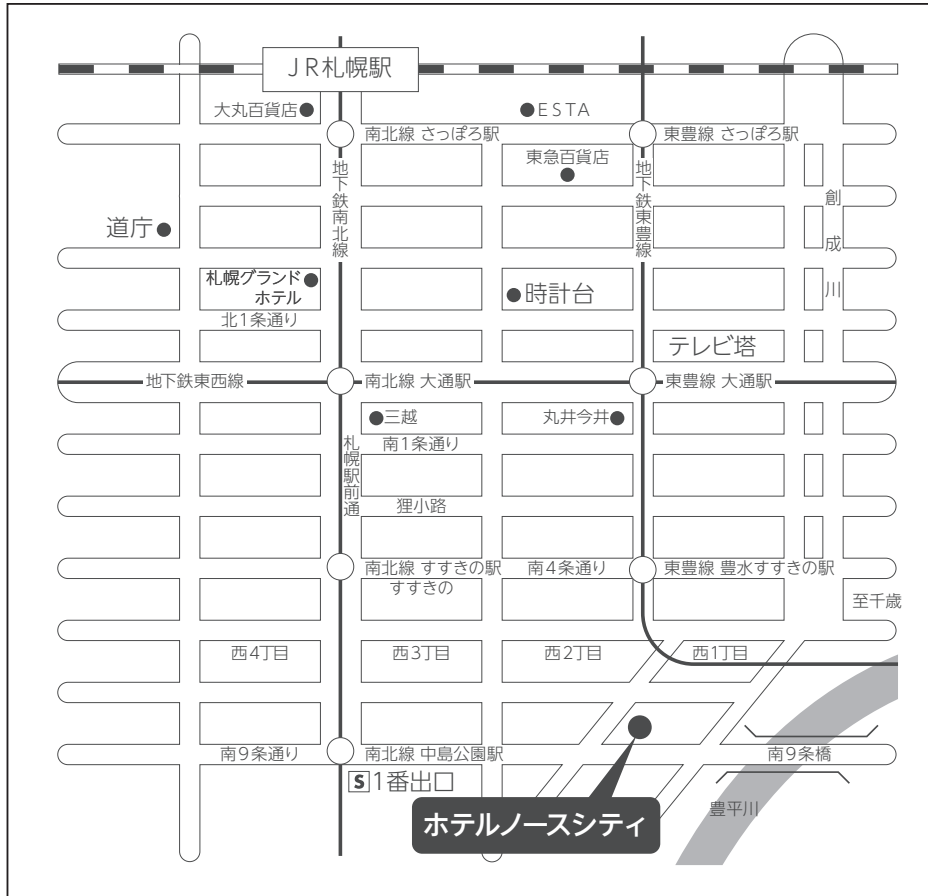 JR札幌駅
大丸百貨店
ESTA
南北線 さっぽろ駅
東豊線 さっぽろ駅
東急百貨店
地下鉄南北線
地下鉄東豊線
創成川
道庁
札幌グランド
ホテル
時計台
北1条通り
テレビ塔
地下鉄東西線
南北線 大通駅
東豊線 大通駅
三越
丸井今井
南1条通り
札幌駅前通
狸小路
南北線 すすきの駅
南4条通り
東豊線 豊水すすきの駅
すすきの
至千歳
西4丁目
西3丁目
西2丁目
西1丁目
南9条通り
南北線 中島公園駅
南9条橋
S1番出口
豊平川
ホテルノースシティ